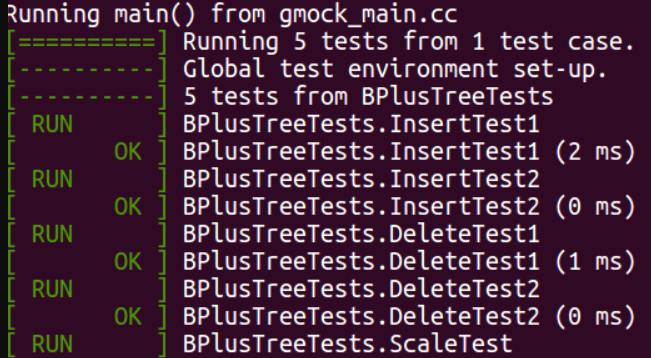 Running main() from gmock_main.cc
[==========] Running 5 tests from 1 test case.
[----------] Global test environment set-up.
[----------] 5 tests from BPlusTreeTests
[ RUN      ] BPlusTreeTests.InsertTest1
[       OK ] BPlusTreeTests.InsertTest1 (2 ms)
[ RUN      ] BPlusTreeTests.InsertTest2
[       OK ] BPlusTreeTests.InsertTest2 (0 ms)
[ RUN      ] BPlusTreeTests.DeleteTest1
[       OK ] BPlusTreeTests.DeleteTest1 (1 ms)
[ RUN      ] BPlusTreeTests.DeleteTest2
[       OK ] BPlusTreeTests.DeleteTest2 (0 ms)
[ RUN      ] BPlusTreeTests.ScaleTest